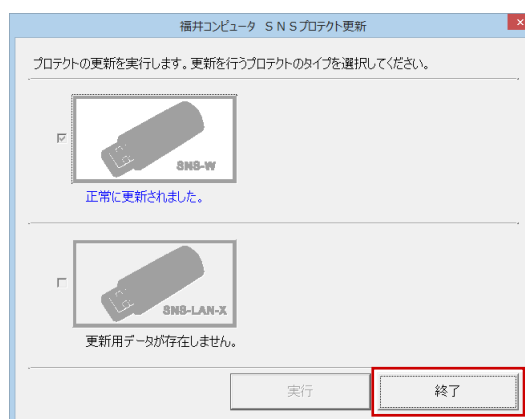 福井コンピュータ ＳＮＳプロテクト更新
プロテクトの更新を実行します。更新を行うプロテクトのタイプを選択してください。
SNS-W
正常に更新されました。
SNS-LAN-X
更新用データが存在しません。
実行
終了